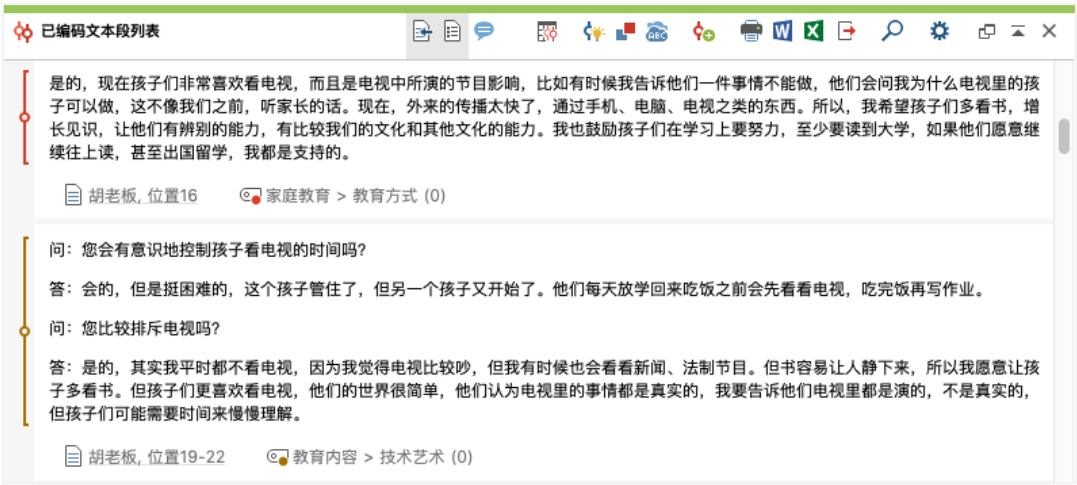 已编码文本段列表
ABC
W
X
是的，现在孩子们非常喜欢看电视，而且是电视中所演的节目影响，比如有时候我告诉他们一件事情不能做，他们会问我为什么电视里的孩
子可以做，这不像我们之前，听家长的话。现在，外来的传播太快了，通过手机、电脑、电视之类的东西。所以，我希望孩子们多看书，增
长见识，让他们有辨别的能力，有比较我们的文化和其他文化的能力。我也鼓励孩子们在学习上要努力，至少要读到大学，如果他们愿意继
续往上读，甚至出国留学，我都是支持的。
胡老板, 位置16 家庭教育 > 教育方式 (0)
问：您会有意识地控制孩子看电视的时间吗?
答：会的，但是挺困难的，这个孩子管住了，但另一个孩子又开始了。他们每天放学回来吃饭之前会先看看电视，吃完饭再写作业。
问：您比较排斥电视吗?
答：是的，其实我平时都不看电视，因为我觉得电视比较吵，但我有时候也会看看新闻、法制节目。但书容易让人静下来，所以我愿意让孩
子多看书。但孩子们更喜欢看电视，他们的世界很简单，他们认为电视里的事情都是真实的，我要告诉他们电视里都是演的，不是真实的，
但孩子们可能需要时间来慢慢理解。
胡老板, 位置19-22 教育内容 > 技术艺术 (0)